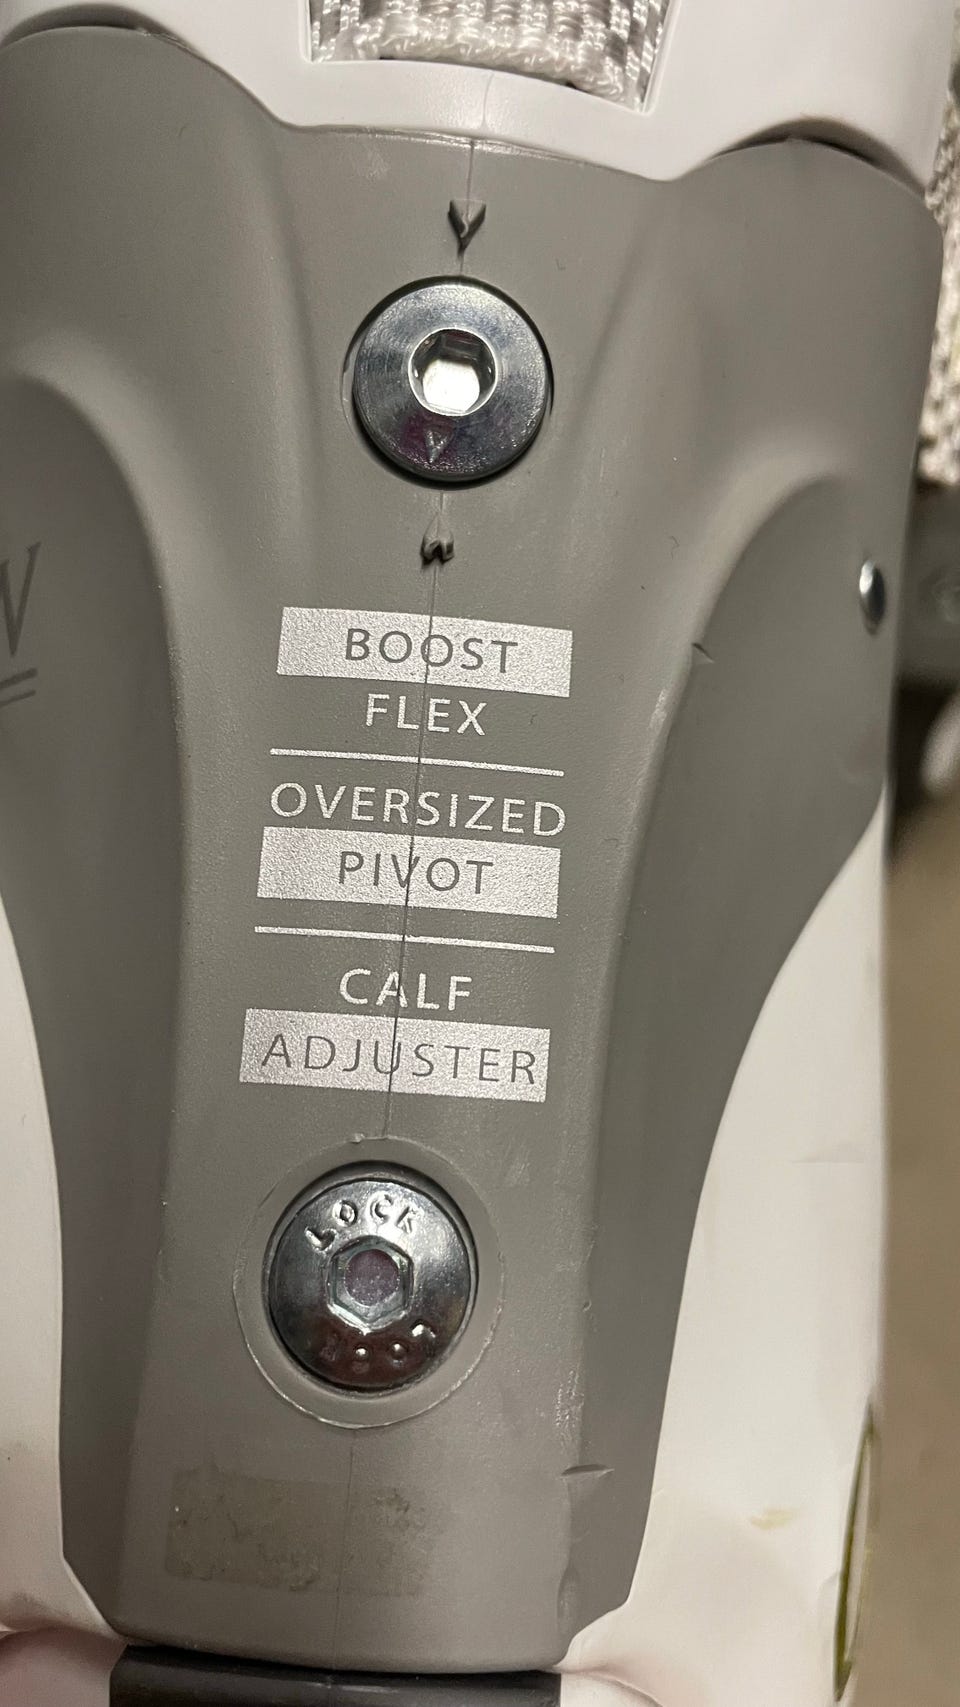 BOOST
FLEX
OVERSIZED
PIVOT
CALF
ADJUSTER
LOCK